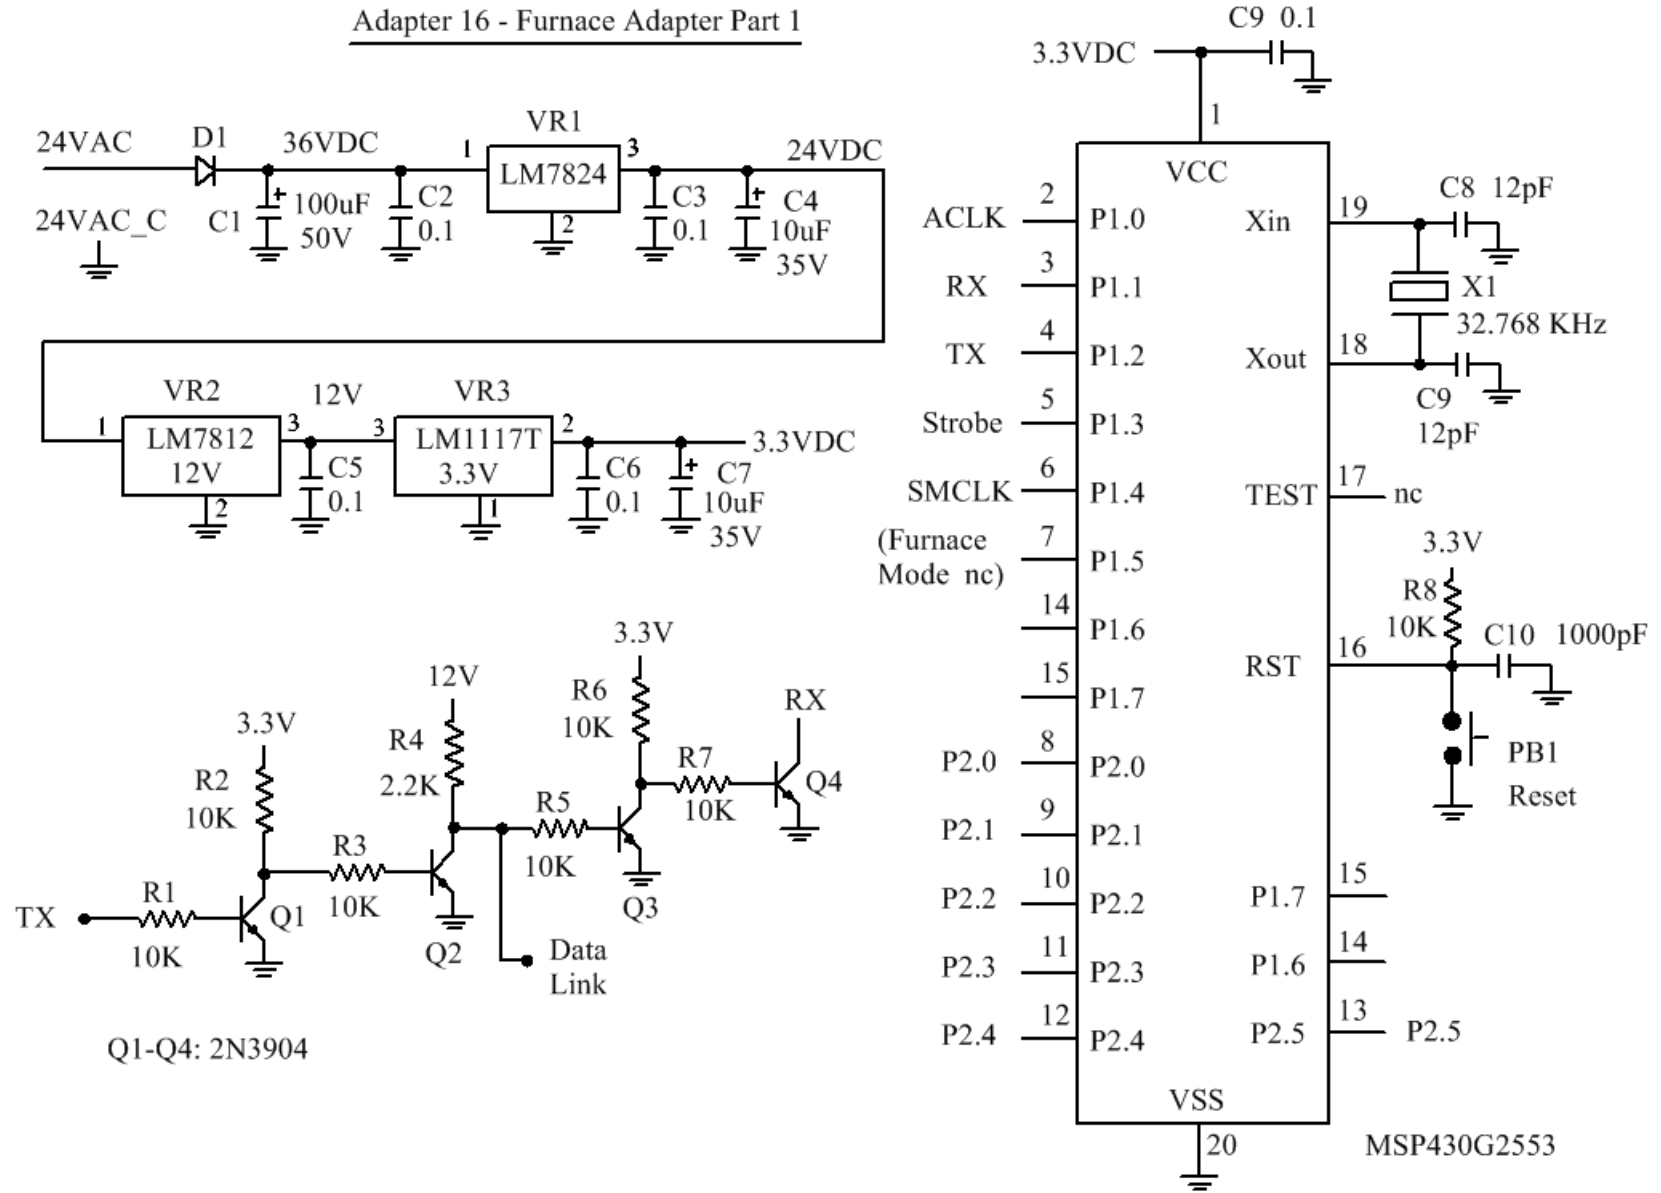 Adapter 16 - Furnace Adapter Part 1
24VAC
D1
36VDC
1
VR1
LM7824
3
2
24VDC
24VAC_C
C1
+
100uF
50V
C2
0.1
C3
0.1
+
C4
10uF
35V
VR2
1
LM7812
12V
3
2
12V
VR3
3
LM1117T
3.3V
2
1
3.3VDC
C5
0.1
C6
0.1
+
C7
10uF
35V
TX
R1
10K
3.3V
R2
10K
Q1
R3
10K
12V
R4
2.2K
Q2
R5
10K
Data
Link
3.3V
R6
10K
Q3
R7
10K
RX
Q4
Q1-Q4: 2N3904
C9 0.1
3.3VDC
1
VCC
ACLK
2
P1.0
RX
3
P1.1
TX
4
P1.2
Strobe
5
P1.3
SMCLK
6
P1.4
(Furnace
Mode nc)
7
P1.5
14
P1.6
15
P1.7
P2.0
8
P2.0
P2.1
9
P2.1
P2.2
10
P2.2
P2.3
11
P2.3
P2.4
12
P2.4
Xin
19
C8 12pF
X1
32.768 KHz
Xout
18
C9
12pF
TEST
17
nc
3.3V
R8
10K
RST
16
C10 1000pF
PB1
Reset
P1.7
15
P1.6
14
P2.5
13
P2.5
VSS
20
MSP430G2553